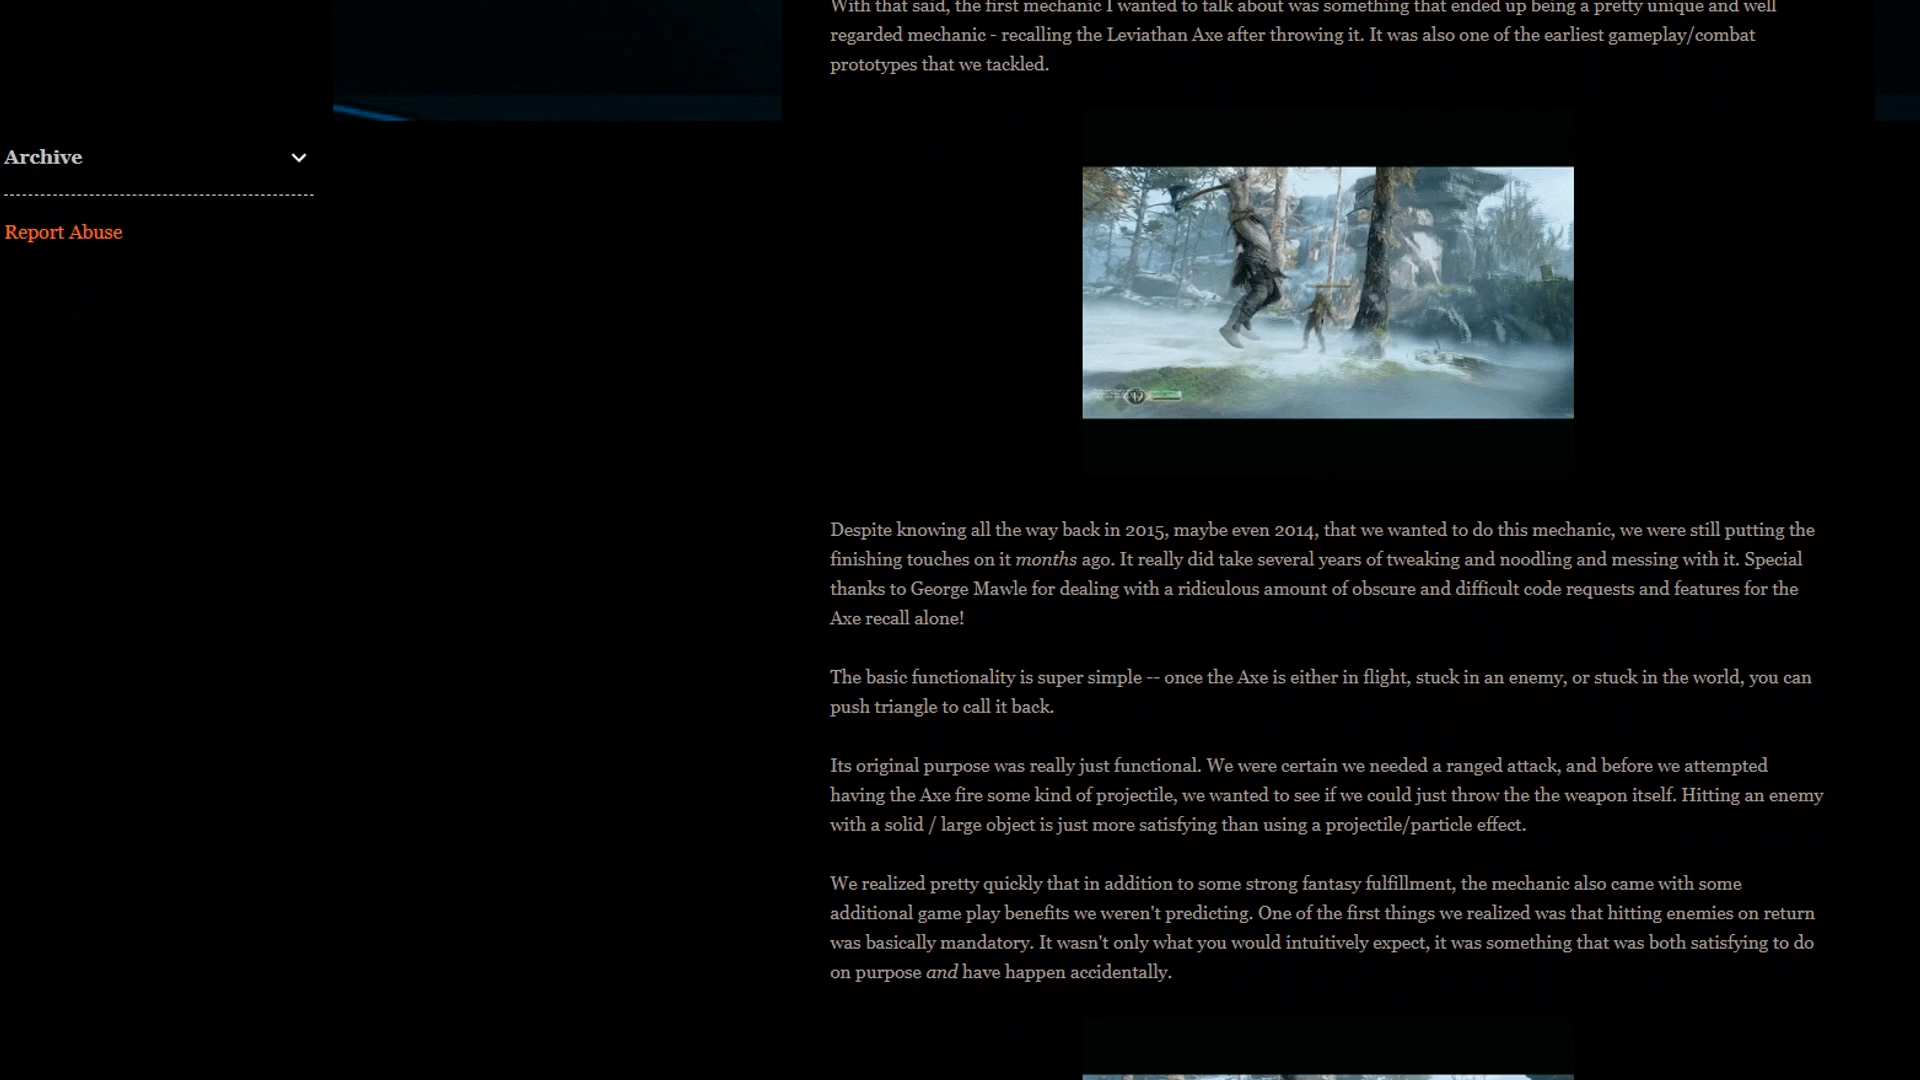 With that said, the first mechanic I wanted to talk about was something that ended up being a pretty unique and well
regarded mechanic - recalling the Leviathan Axe after throwing it. It was also one of the earliest gameplay/combat
prototypes that we tackled.
Archive
Report Abuse
Despite knowing all the way back in 2015, maybe even 2014, that we wanted to do this mechanic, we were still putting the
finishing touches on it months ago. It really did take several years of tweaking and noodling and messing with it. Special
thanks to George Mawle for dealing with a ridiculous amount of obscure and difficult code requests and features for the
Axe recall alone!
The basic functionality is super simple -- once the Axe is either in flight, stuck in an enemy, or stuck in the world, you can
push triangle to call it back.
Its original purpose was really just functional. We were certain we needed a ranged attack, and before we attempted
having the Axe fire some kind of projectile, we wanted to see if we could just throw the the weapon itself. Hitting an enemy
with a solid / large object is just more satisfying than using a projectile/particle effect.
We realized pretty quickly that in addition to some strong fantasy fulfillment, the mechanic also came with some
additional game play benefits we weren't predicting. One of the first things we realized was that hitting enemies on return
was basically mandatory. It wasn't only what you would intuitively expect, it was something that was both satisfying to do
on purpose and have happen accidentally.